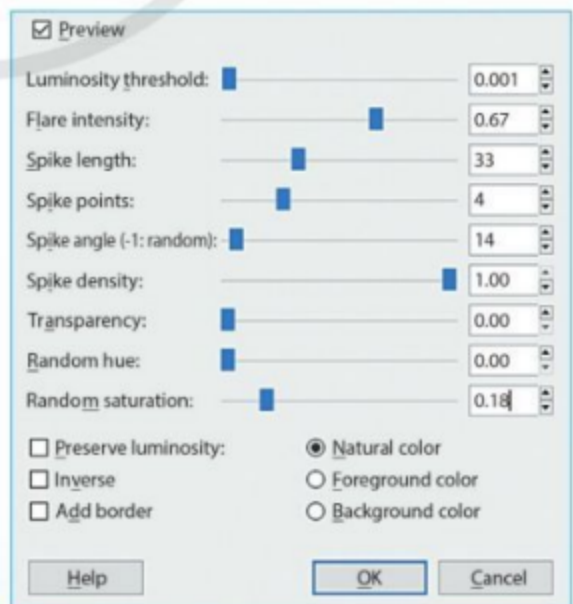 Preview
Luminosity threshold: 0.001
Flare intensity: 0.67
Spike length: 33
Spike points: 4
Spike angle (-1: random): 14
Spike density: 1.00
Transparency: 0.00
Random hue: 0.00
Random saturation: 0.18
Preserve luminosity: Natural color
Inverse Foreground color
Add border Background color
Help OK Cancel